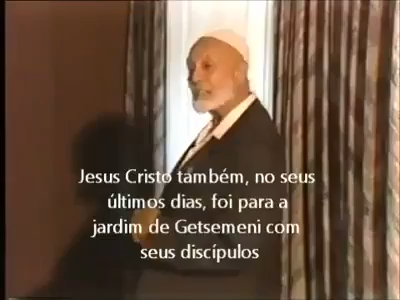 Jesus Cristo também, no seus
últimos dias, foi para a
jardim de Getsemeni com
seus discípulos